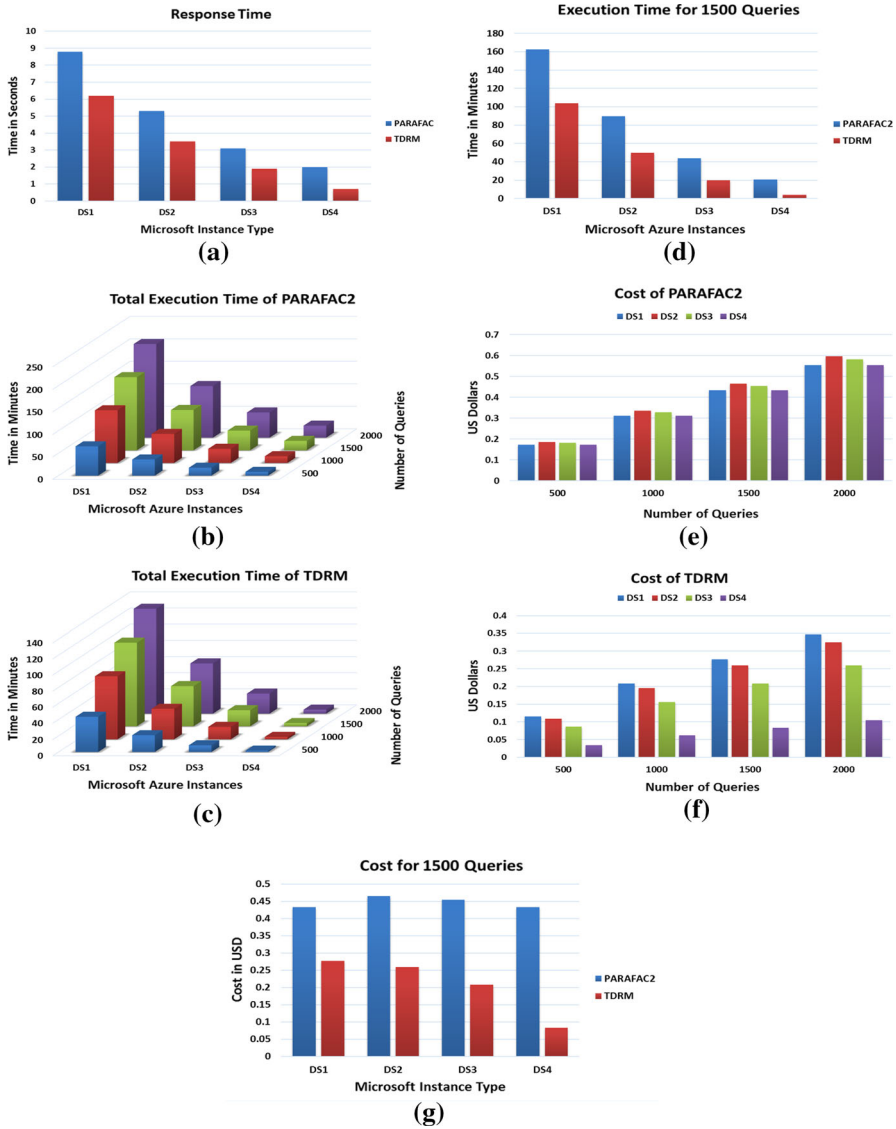 Response Time
10
9
8
7
6
5
4
3
2
1
0
Time in Seconds
PARAFAC
TDRM
DS1 DS2 DS3 DS4
Microsoft Instance Type
(a)
Execution Time for 1500 Queries
180
160
140
120
100
80
60
40
20
0
Time in Minutes
PARAFAC2
TDRM
DS1 DS2 DS3 DS4
Microsoft Azure Instances
(d)
Total Execution Time of PARAFAC2
250
200
150
100
50
0
Time in Minutes
DS1 DS2 DS3 DS4
500
1000
1500
2000
Number of Queries
Microsoft Azure Instances
(b)
Cost of PARAFAC2
DS1 DS2 DS3 DS4
0.7
0.6
0.5
0.4
0.3
0.2
0.1
0
US Dollars
500 1000 1500 2000
Number of Queries
(e)
Total Execution Time of TDRM
140
120
100
80
60
40
20
0
Time in Minutes
DS1 DS2 DS3 DS4
500
1000
1500
2000
Number of Queries
Microsoft Azure Instances
(c)
Cost of TDRM
DS1 DS2 DS3 DS4
0.4
0.35
0.3
0.25
0.2
0.15
0.1
0.05
0
US Dollars
500 1000 1500 2000
Number of Queries
(f)
Cost for 1500 Queries
0.5
0.45
0.4
0.35
0.3
0.25
0.2
0.15
0.1
0.05
0
Cost in USD
PARAFAC2
TDRM
DS1 DS2 DS3 DS4
Microsoft Instance Type
(g)